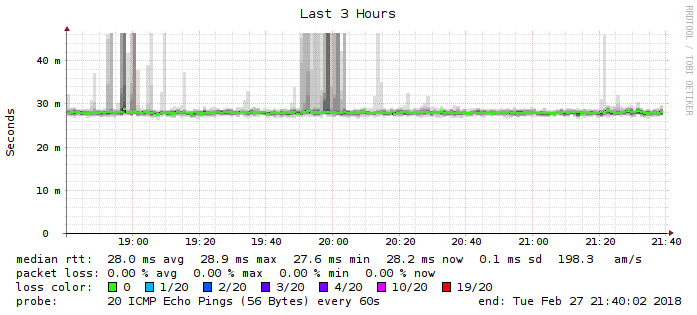 Last 3 Hours
RRDTOOL / TOBI OETIKER
Seconds
40 m
30 m
20 m
10 m
0
19:00 19:20 19:40 20:00 20:20 20:40 21:00 21:20 21:40
median rtt: 28.0 ms avg 28.9 ms max 27.6 ms min 28.2 ms now 0.1 ms sd 198.3 am/s
packet loss: 0.00 % avg 0.00 % max 0.00 % min 0.00 % now
loss color: 0 1/20 2/20 3/20 4/20 10/20 19/20
probe: 20 ICMP Echo Pings (56 Bytes) every 60s end: Tue Feb 27 21:40:02 2018